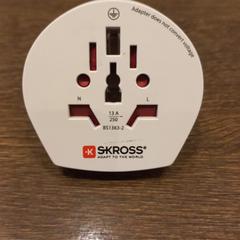 Adapter does not convert voltage
N L
13 A
250
BS1363-2
SKROSS®
ADAPT TO THE WORLD